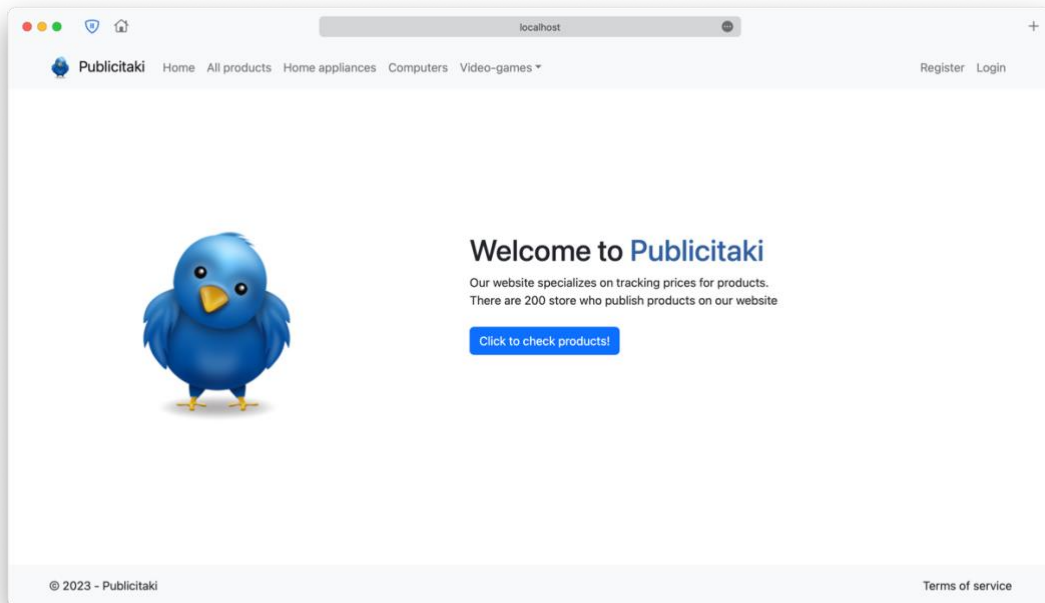 localhost
Publicitaki Home All products Home appliances Computers Video-games Register Login
Welcome to Publicitaki
Our website specializes on tracking prices for products.
There are 200 store who publish products on our website
Click to check products!
© 2023 - Publicitaki Terms of service